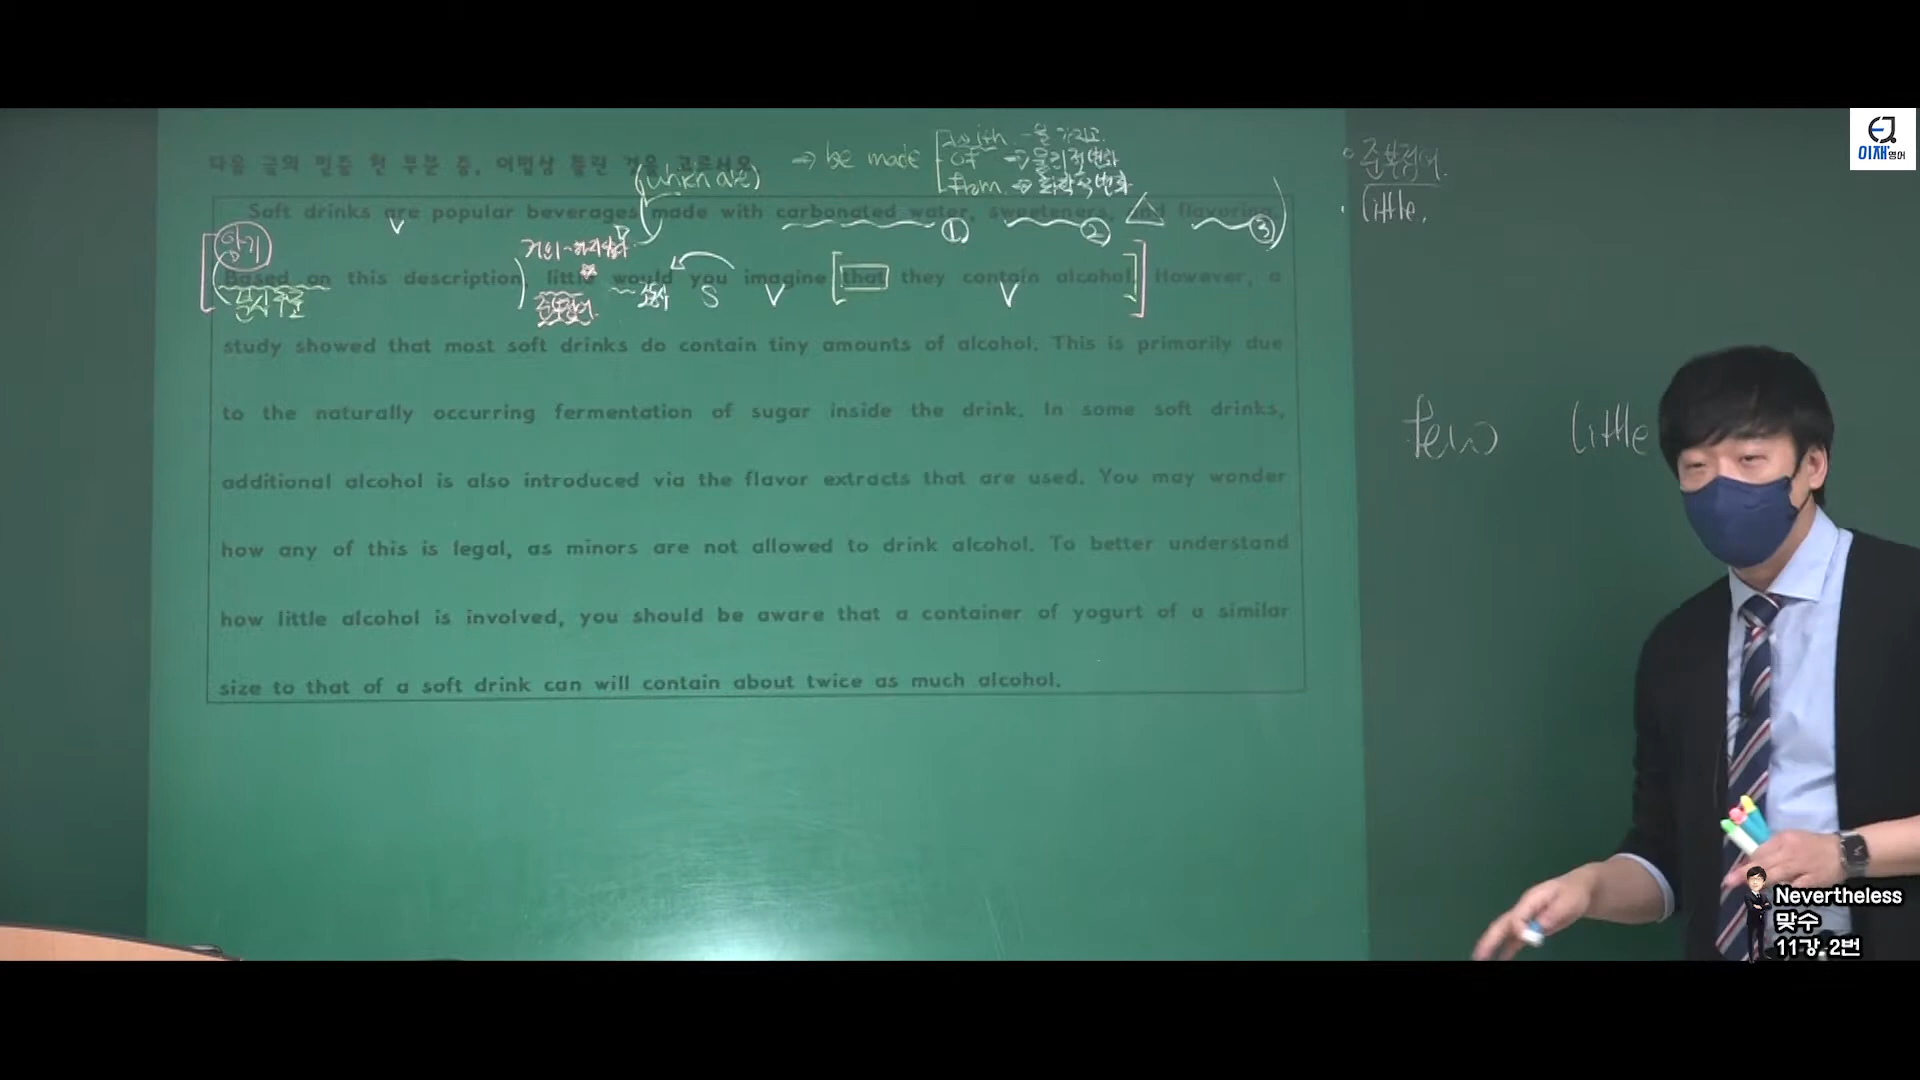 다음 글의 밑줄 친 부분 중, 어법상 틀린 것을 고르시오.
(which are)
→ be made
with -을 가지고
of → 물리적변화
from → 화학적변화
Soft drinks are popular beverages made with carbonated water, sweeteners, and flavoring.
V
① ② ③
암기
거의 ~하지않다
Based on this description, little would you imagine that they contain alcohol. However, a
분사구문
준부정어
S V V
study showed that most soft drinks do contain tiny amounts of alcohol. This is primarily due
to the naturally occurring fermentation of sugar inside the drink. In some soft drinks,
additional alcohol is also introduced via the flavor extracts that are used. You may wonder
how any of this is legal, as minors are not allowed to drink alcohol. To better understand
how little alcohol is involved, you should be aware that a container of yogurt of a similar
size to that of a soft drink can will contain about twice as much alcohol.
준부정어
little.
few little
EJ
이재영어
Nevertheless
맞수
11강.2번